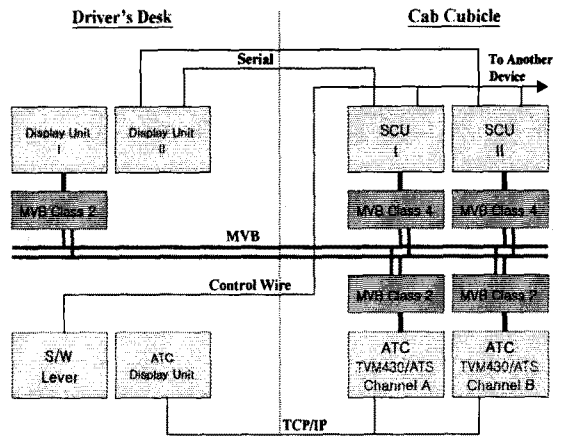 Driver's Desk
Cab Cubicle
Serial
To Another
Device
Display Unit
I
Display Unit
II
SCU
I
SCU
II
MVB Class 2
MVB Class 4
MVB Class 4
MVB
Control Wire
MVB Class 2
MVB Class 2
S/W
Lever
ATC
Display Unit
ATC
TVM430/ATS
Channel A
ATC
TVM430/ATS
Channel B
TCP/IP